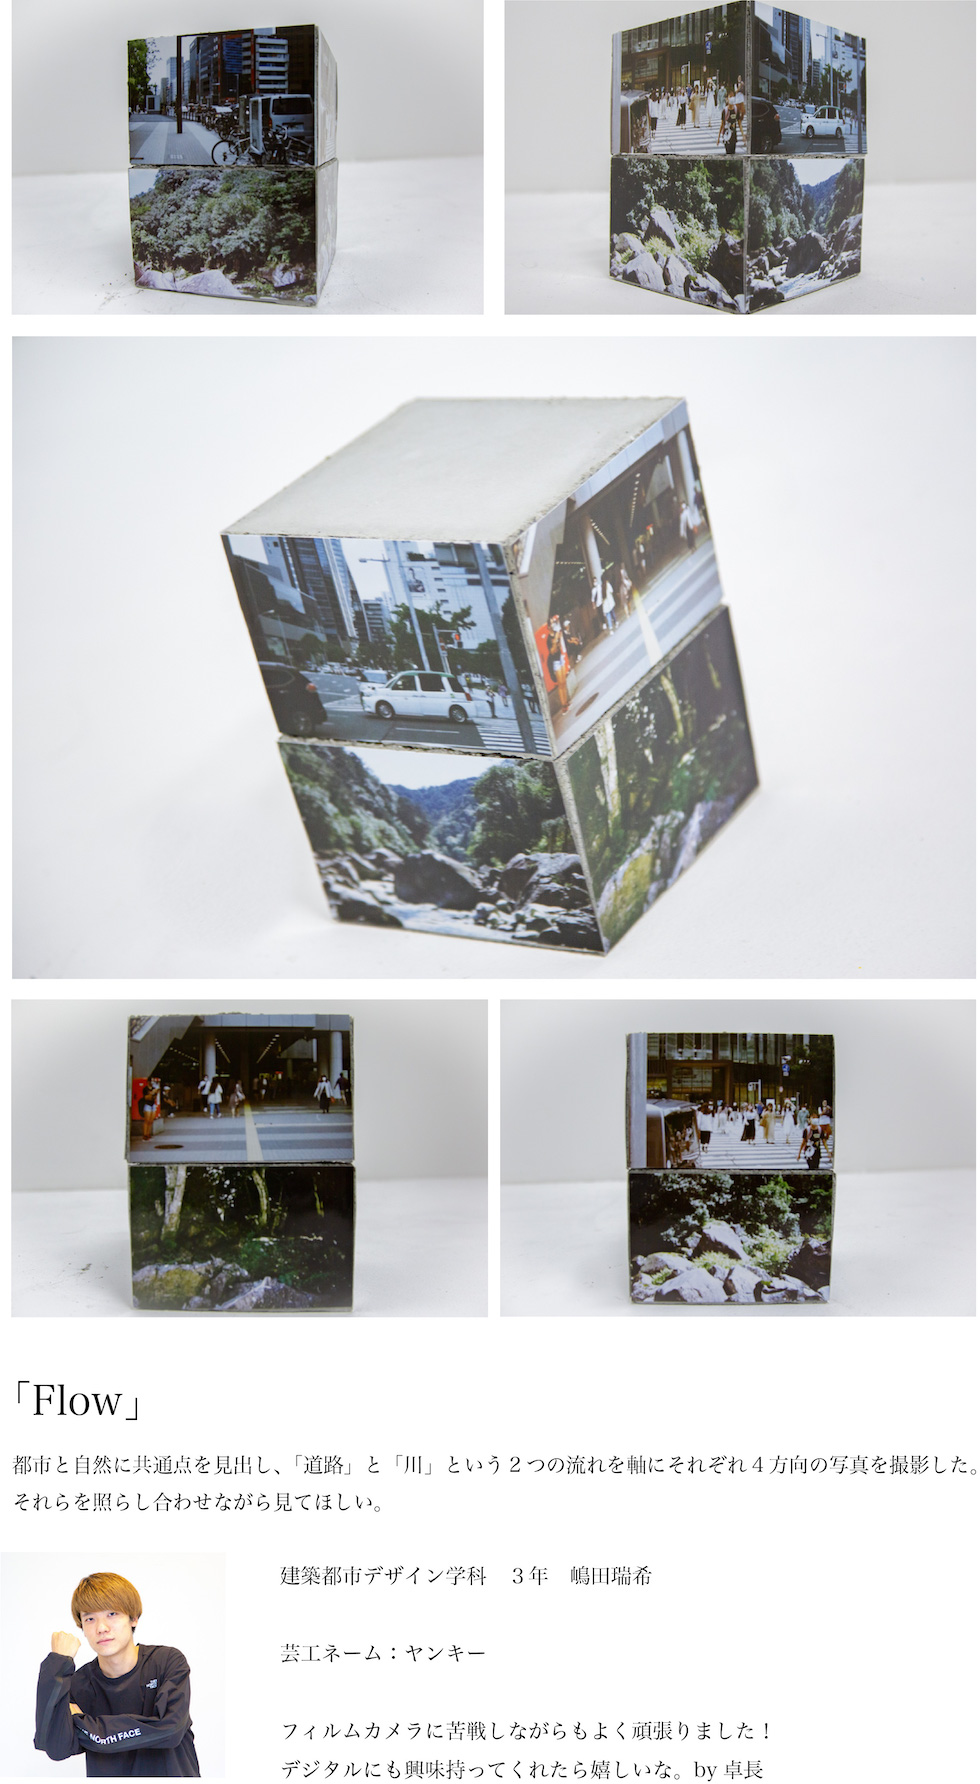 「Flow」
都市と自然に共通点を見出し、「道路」と「川」という２つの流れを軸にそれぞれ４方向の写真を撮影した。
それらを照らし合わせながら見てほしい。
建築都市デザイン学科　３年　嶋田瑞希
芸工ネーム：ヤンキー
フィルムカメラに苦戦しながらもよく頑張りました！
デジタルにも興味持ってくれたら嬉しいな。by 卓長
NORTH FACE